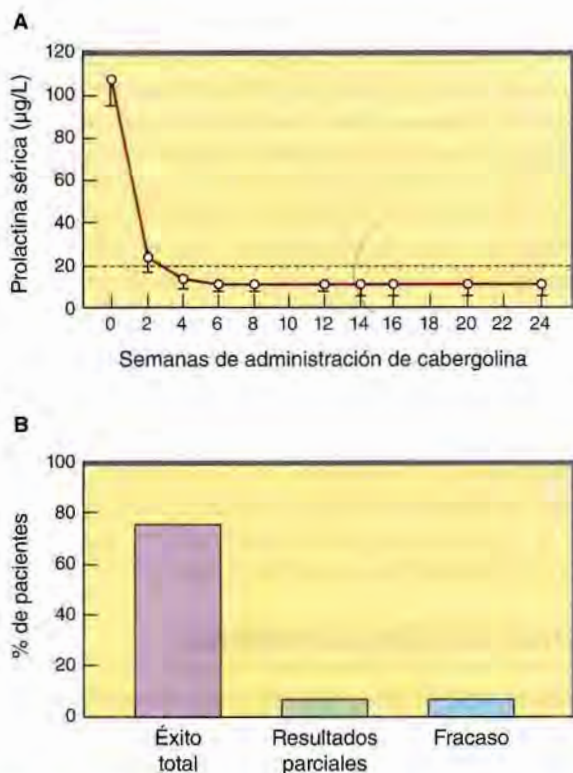 A
120
100
80
60
40
20
0
Prolactina sérica (µg/L)
0 2 4 6 8 10 12 14 16 18 20 22 24
Semanas de administración de cabergolina
B
100
80
60
40
20
0
% de pacientes
Éxito total
Resultados parciales
Fracaso